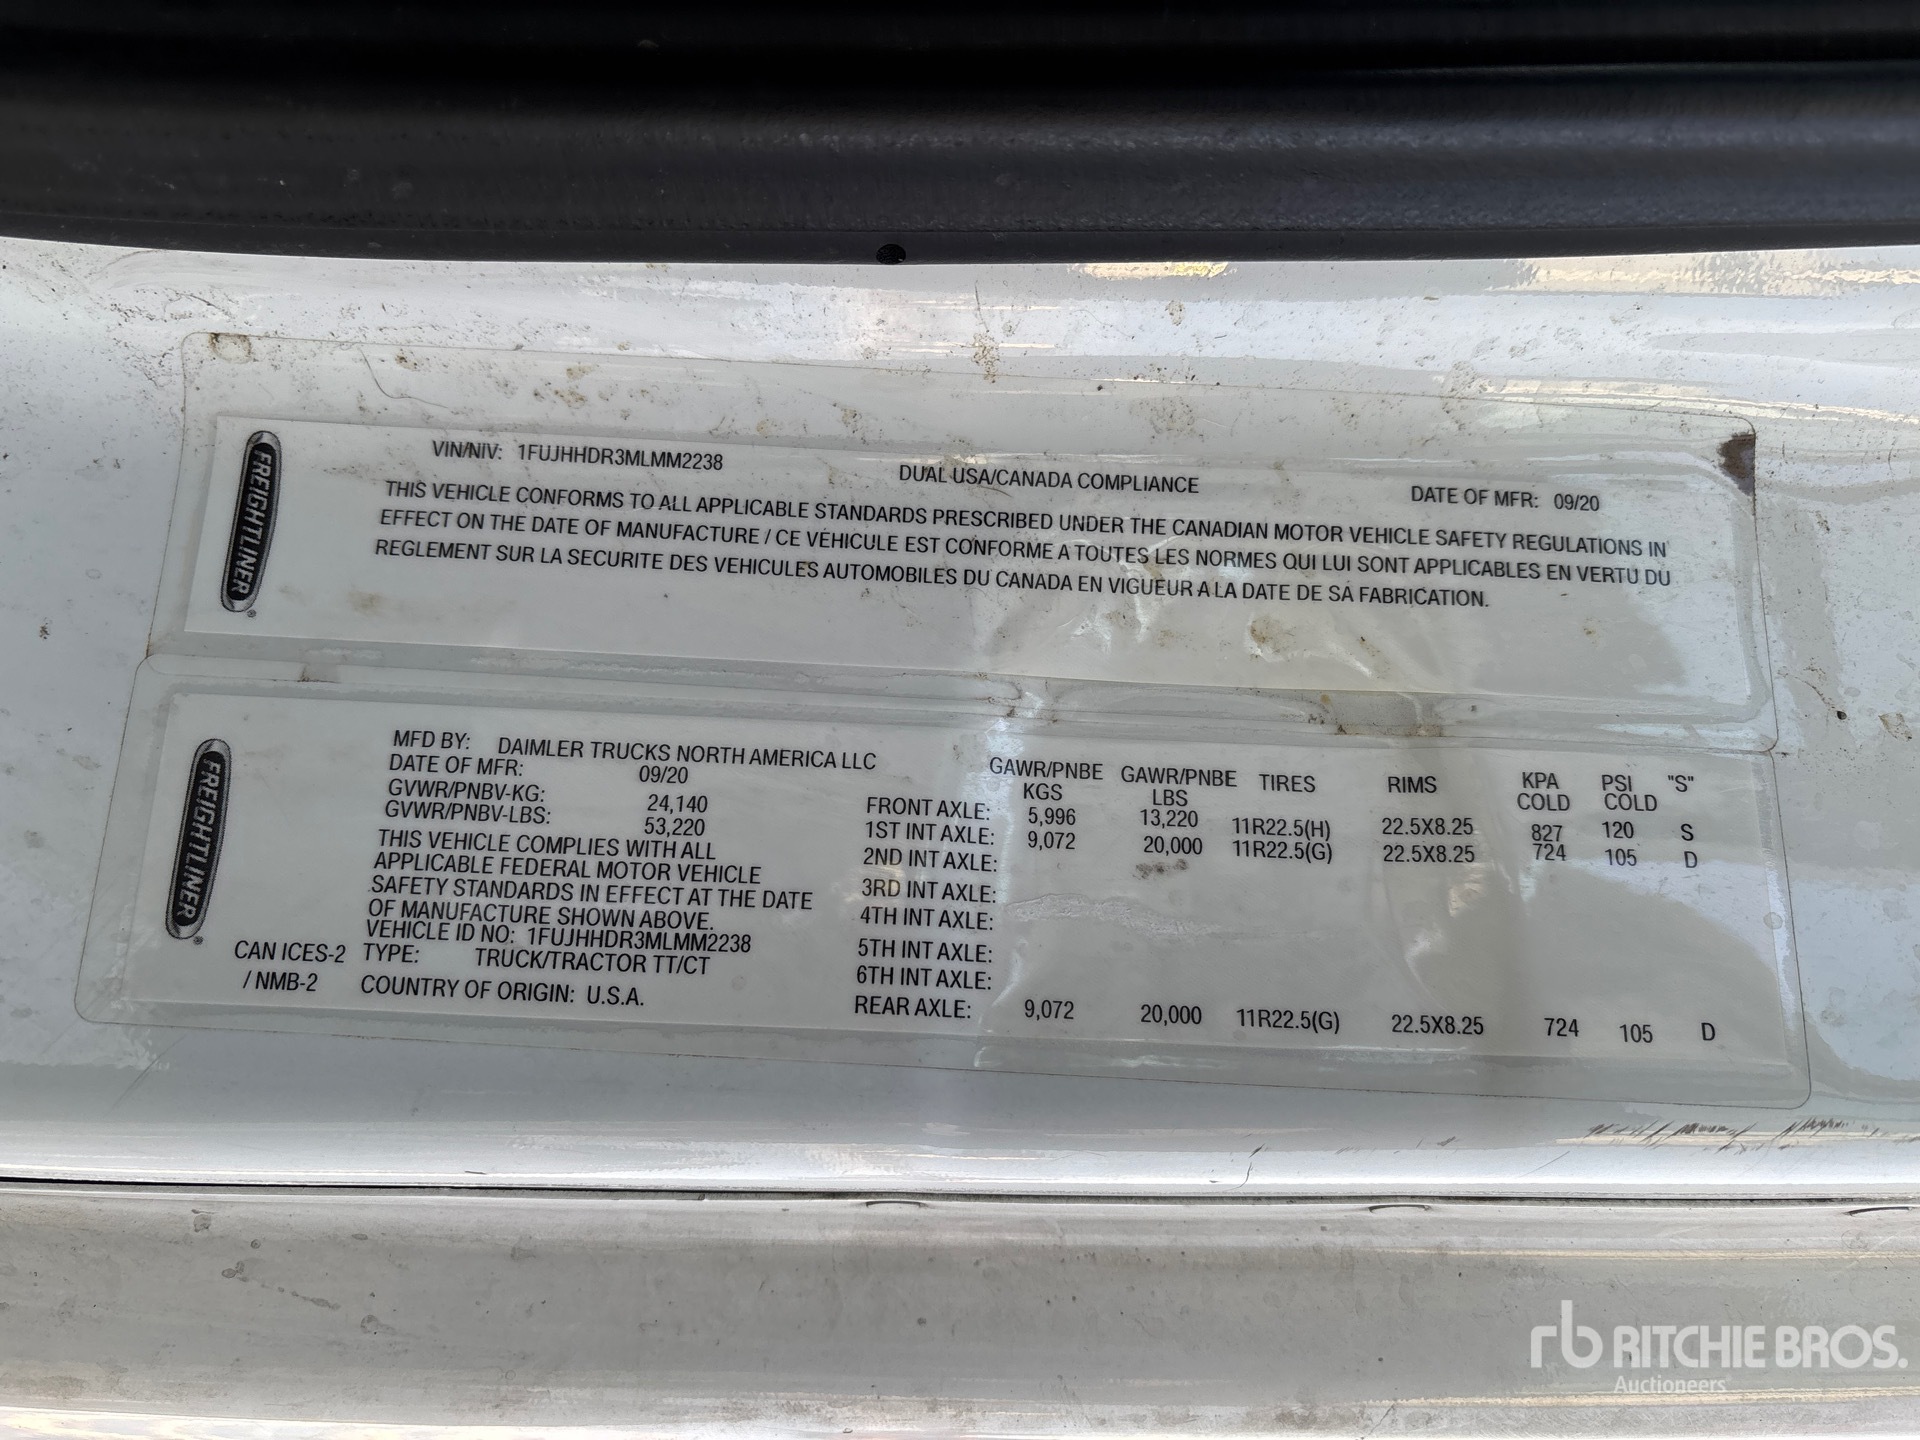 FREIGHTLINER®
VIN/NIV: 1FUJHHDR3MLMM2238
DUAL USA/CANADA COMPLIANCE
DATE OF MFR: 09/20
THIS VEHICLE CONFORMS TO ALL APPLICABLE STANDARDS PRESCRIBED UNDER THE CANADIAN MOTOR VEHICLE SAFETY REGULATIONS IN
EFFECT ON THE DATE OF MANUFACTURE / CE VÉHICULE EST CONFORME A TOUTES LES NORMES QUI LUI SONT APPLICABLES EN VERTU DU
REGLEMENT SUR LA SECURITE DES VEHICULES AUTOMOBILES DU CANADA EN VIGUEUR A LA DATE DE SA FABRICATION.
FREIGHTLINER®
MFD BY: DAIMLER TRUCKS NORTH AMERICA LLC
DATE OF MFR: 09/20
GVWR/PNBV-KG: 24,140
GVWR/PNBV-LBS: 53,220
THIS VEHICLE COMPLIES WITH ALL
APPLICABLE FEDERAL MOTOR VEHICLE
SAFETY STANDARDS IN EFFECT AT THE DATE
OF MANUFACTURE SHOWN ABOVE.
VEHICLE ID NO: 1FUJHHDR3MLMM2238
CAN ICES-2 TYPE: TRUCK/TRACTOR TT/CT
/ NMB-2 COUNTRY OF ORIGIN: U.S.A.
GAWR/PNBE GAWR/PNBE TIRES RIMS KPA PSI "S"
KGS LBS COLD COLD
FRONT AXLE: 5,996 13,220 11R22.5(H) 22.5X8.25 827 120 S
1ST INT AXLE: 9,072 20,000 11R22.5(G) 22.5X8.25 724 105 D
2ND INT AXLE:
3RD INT AXLE:
4TH INT AXLE:
5TH INT AXLE:
6TH INT AXLE:
REAR AXLE: 9,072 20,000 11R22.5(G) 22.5X8.25 724 105 D
rb RITCHIE BROS.
Auctioneers